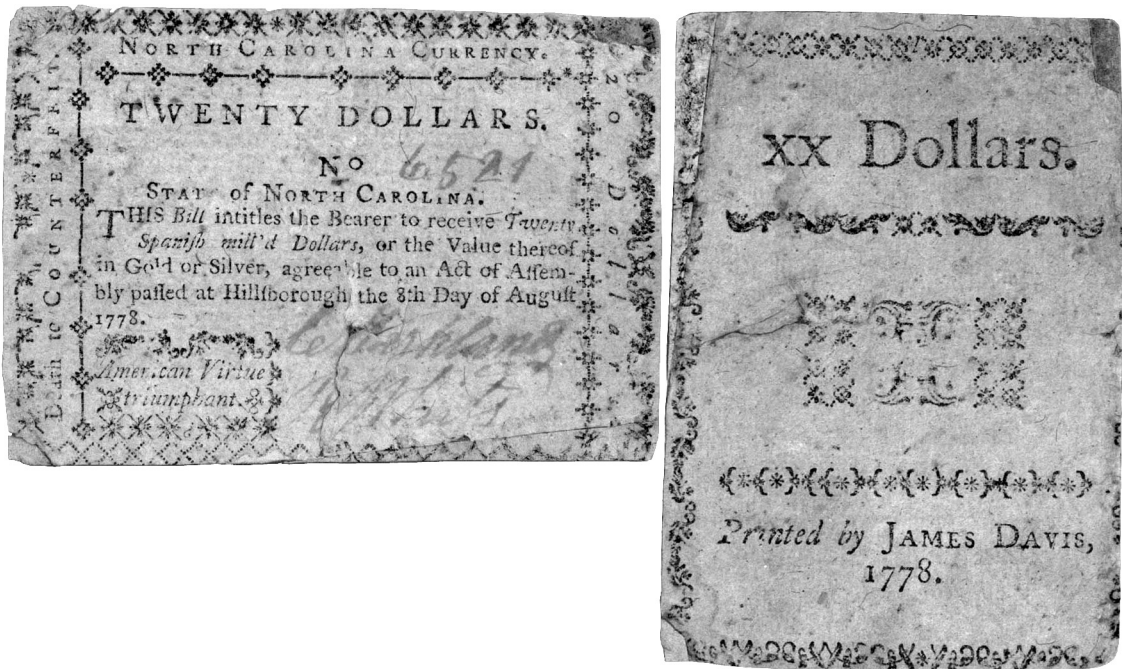 NORTH CAROLINA CURRENCY.
TWENTY DOLLARS.
No 6521
STATE of NORTH CAROLINA.
THIS Bill intitles the Bearer to receive Twenty
Spaniſh mill'd Dollars, or the Value thereof
in Gold or Silver, agreeable to an Act of Aſſem-
bly paſſed at Hillſborough the 8th Day of Auguſt
1778.
American Virtue
triumphant.
Death to COUNTERFEIT
20 Dollars
xx Dollars.
Printed by JAMES DAVIS,
1778.